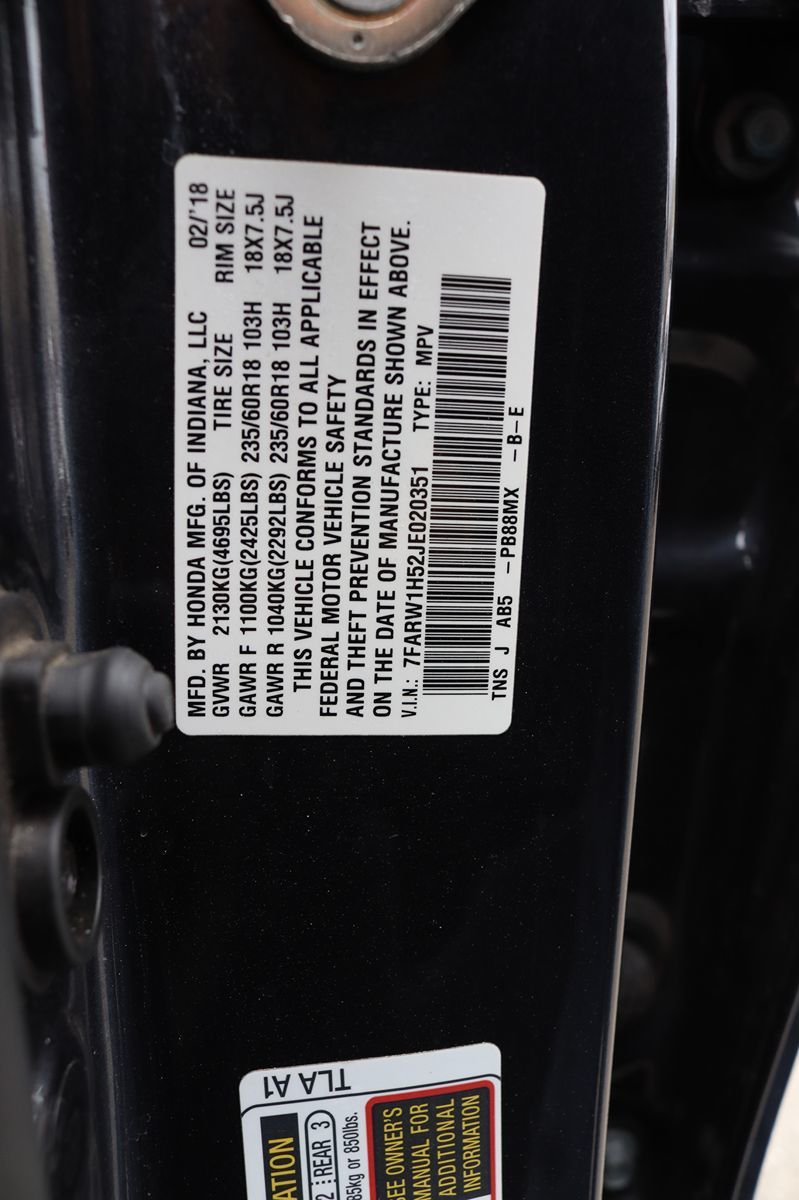 MFD. BY HONDA MFG. OF INDIANA, LLC 02/'18
GVWR 2130KG(4695LBS) TIRE SIZE RIM SIZE
GAWR F 1100KG(2425LBS) 235/60R18 103H 18X7.5J
GAWR R 1040KG(2292LBS) 235/60R18 103H 18X7.5J
THIS VEHICLE CONFORMS TO ALL APPLICABLE
FEDERAL MOTOR VEHICLE SAFETY
AND THEFT PREVENTION STANDARDS IN EFFECT
ON THE DATE OF MANUFACTURE SHOWN ABOVE.
V.I.N.: 7FARW1H52JE020351 TYPE: MPV
TNS J AB5 -PB88MX -B-E
TLA A1
REAR 3
or 850lbs.
SEE OWNER'S
MANUAL FOR
ADDITIONAL
INFORMATION